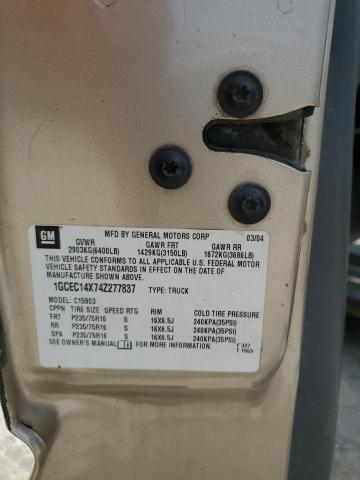 GM
MFD BY GENERAL MOTORS CORP 03/04
GVWR GAWR FRT GAWR RR
2903KG(6400LB) 1429KG(3150LB) 1672KG(3686LB)
THIS VEHICLE CONFORMS TO ALL APPLICABLE U.S. FEDERAL MOTOR
VEHICLE SAFETY STANDARDS IN EFFECT ON THE DATE OF
MANUFACTURE SHOWN ABOVE.
1GCEC14X74Z277837 TYPE: TRUCK
MODEL: C15903
CPPN TIRE SIZE SPEED RTG RIM COLD TIRE PRESSURE
FRT P235/75R16 S 16X6.5J 240KPA(35PSI)
RR P235/75R16 S 16X6.5J 240KPA(35PSI)
SPA P235/75R16 S 16X6.5J 240KPA(35PSI)
SEE OWNER'S MANUAL FOR MORE INFORMATION. F 327
T 1553